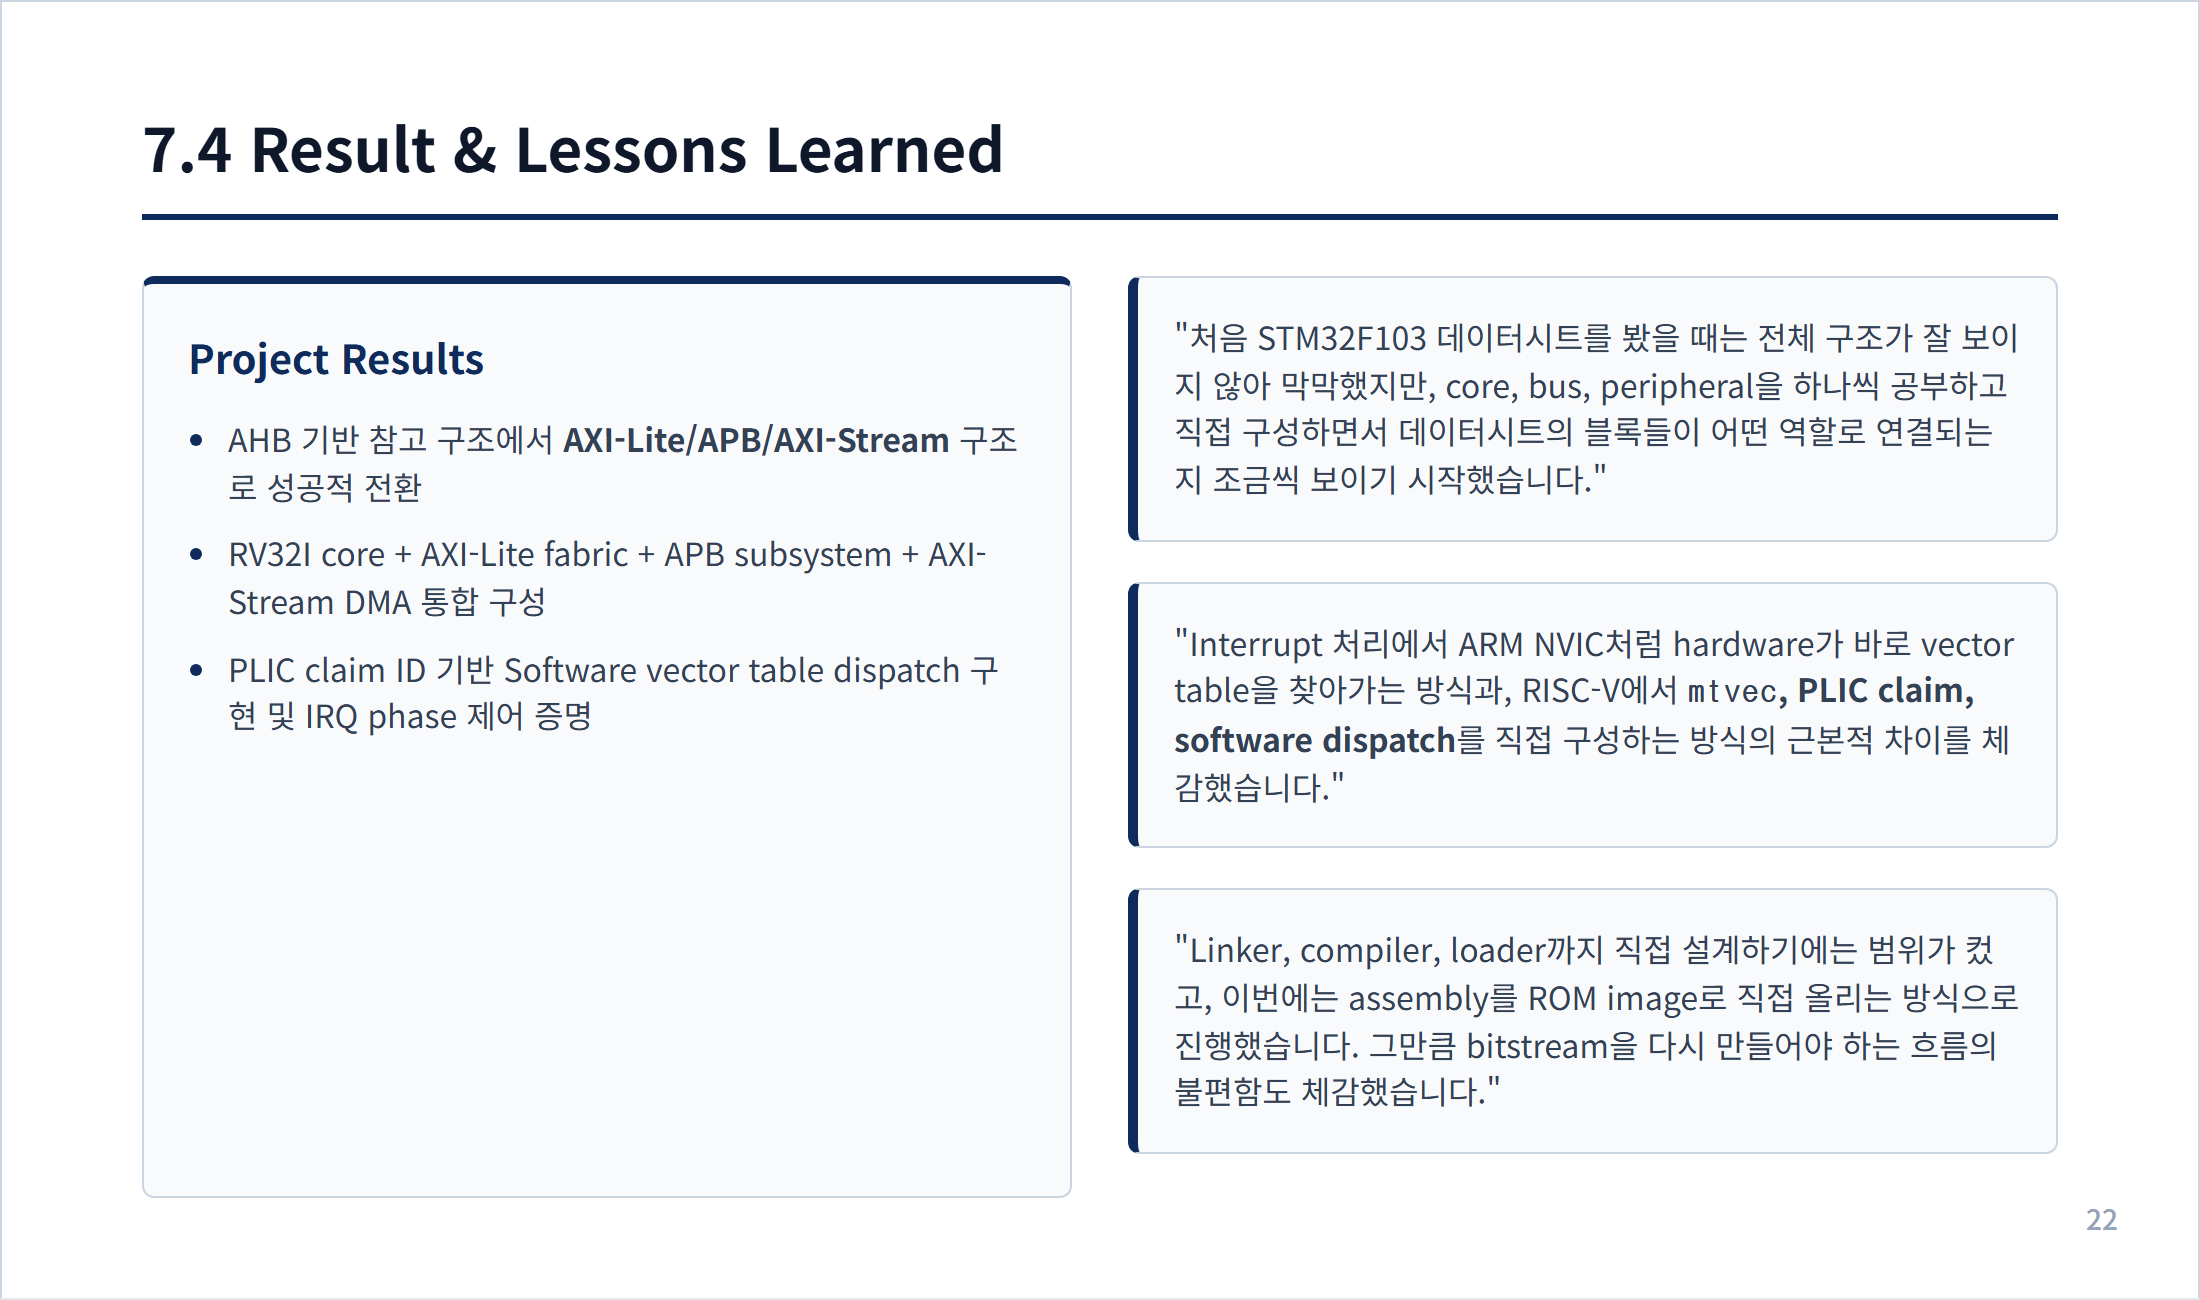 7.4 Result & Lessons Learned
Project Results
• AHB 기반 참고 구조에서 AXI-Lite/APB/AXI-Stream 구조
로 성공적 전환
• RV32I core + AXI-Lite fabric + APB subsystem + AXI-
Stream DMA 통합 구성
• PLIC claim ID 기반 Software vector table dispatch 구
현 및 IRQ phase 제어 증명
"처음 STM32F103 데이터시트를 봤을 때는 전체 구조가 잘 보이
지 않아 막막했지만, core, bus, peripheral을 하나씩 공부하고
직접 구성하면서 데이터시트의 블록들이 어떤 역할로 연결되는
지 조금씩 보이기 시작했습니다."
"Interrupt 처리에서 ARM NVIC처럼 hardware가 바로 vector
table을 찾아가는 방식과, RISC-V에서 mtvec, PLIC claim,
software dispatch를 직접 구성하는 방식의 근본적 차이를 체
감했습니다."
"Linker, compiler, loader까지 직접 설계하기에는 범위가 컸
고, 이번에는 assembly를 ROM image로 직접 올리는 방식으로
진행했습니다. 그만큼 bitstream을 다시 만들어야 하는 흐름의
불편함도 체감했습니다."
22